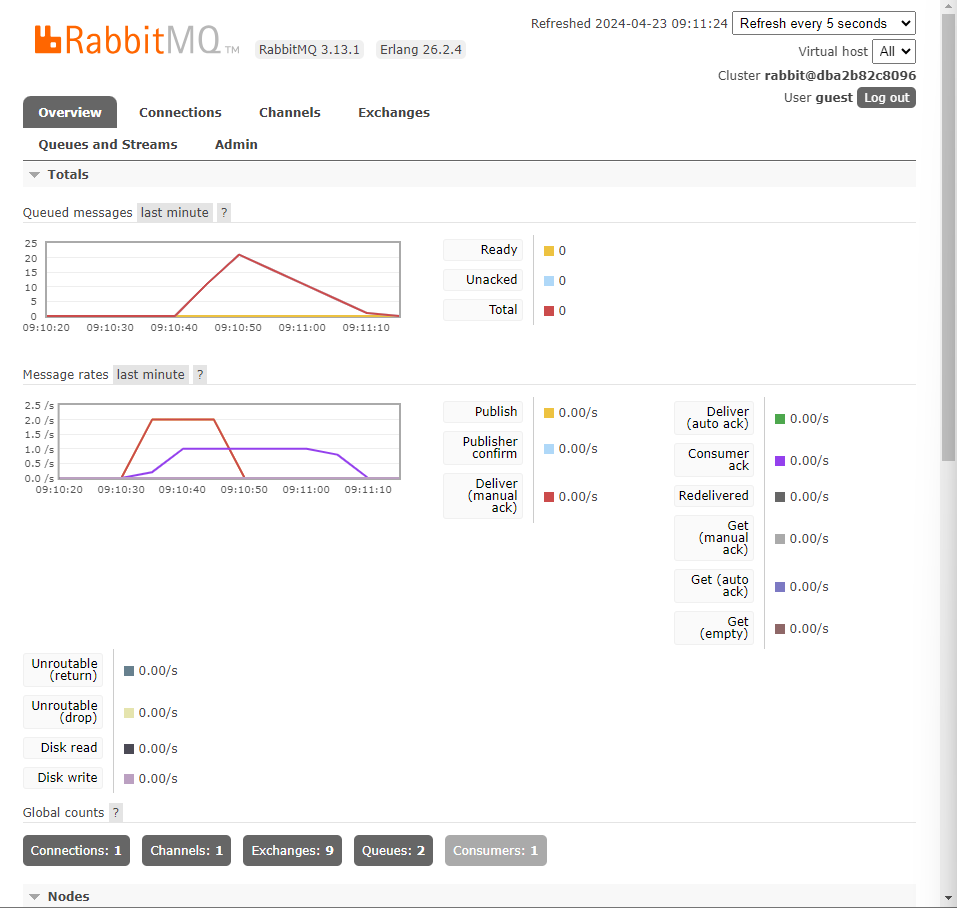 Refreshed 2024-04-23 09:11:24 Refresh every 5 seconds
RabbitMQ TM RabbitMQ 3.13.1 Erlang 26.2.4
Virtual host All
Cluster rabbit@dba2b82c8096
User guest Log out
Overview Connections Channels Exchanges
Queues and Streams Admin
Totals
Queued messages last minute ?
25
20
15
10
5
0
09:10:20 09:10:30 09:10:40 09:10:50 09:11:00 09:11:10
Ready 0
Unacked 0
Total 0
Message rates last minute ?
2.5 /s
2.0 /s
1.5 /s
1.0 /s
0.5 /s
0.0 /s
09:10:20 09:10:30 09:10:40 09:10:50 09:11:00 09:11:10
Publish 0.00/s
Publisher
confirm 0.00/s
Deliver
(manual
ack) 0.00/s
Deliver
(auto ack) 0.00/s
Consumer
ack 0.00/s
Redelivered 0.00/s
Get
(manual
ack) 0.00/s
Get (auto
ack) 0.00/s
Get
(empty) 0.00/s
Unroutable
(return) 0.00/s
Unroutable
(drop) 0.00/s
Disk read 0.00/s
Disk write 0.00/s
Global counts ?
Connections: 1 Channels: 1 Exchanges: 9 Queues: 2 Consumers: 1
Nodes